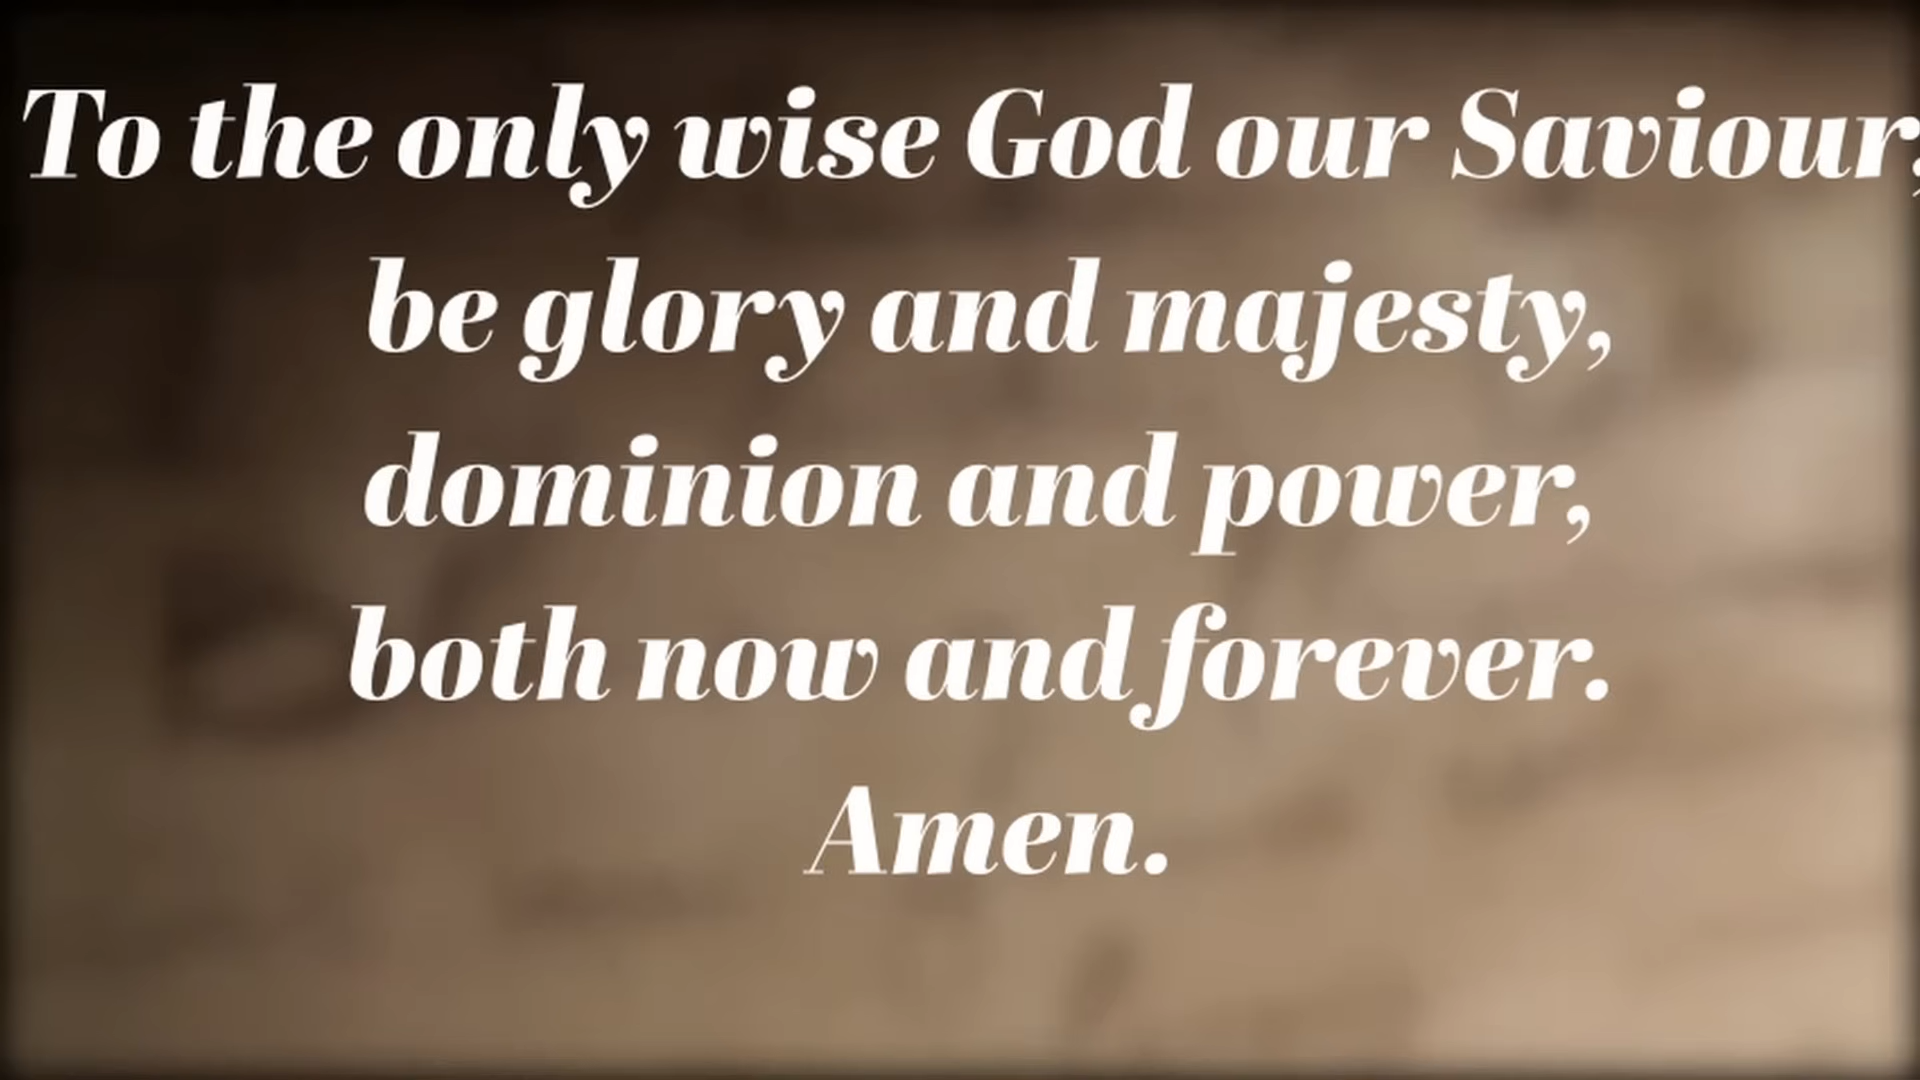 To the only wise God our Saviour,
be glory and majesty,
dominion and power,
both now and forever.
Amen.